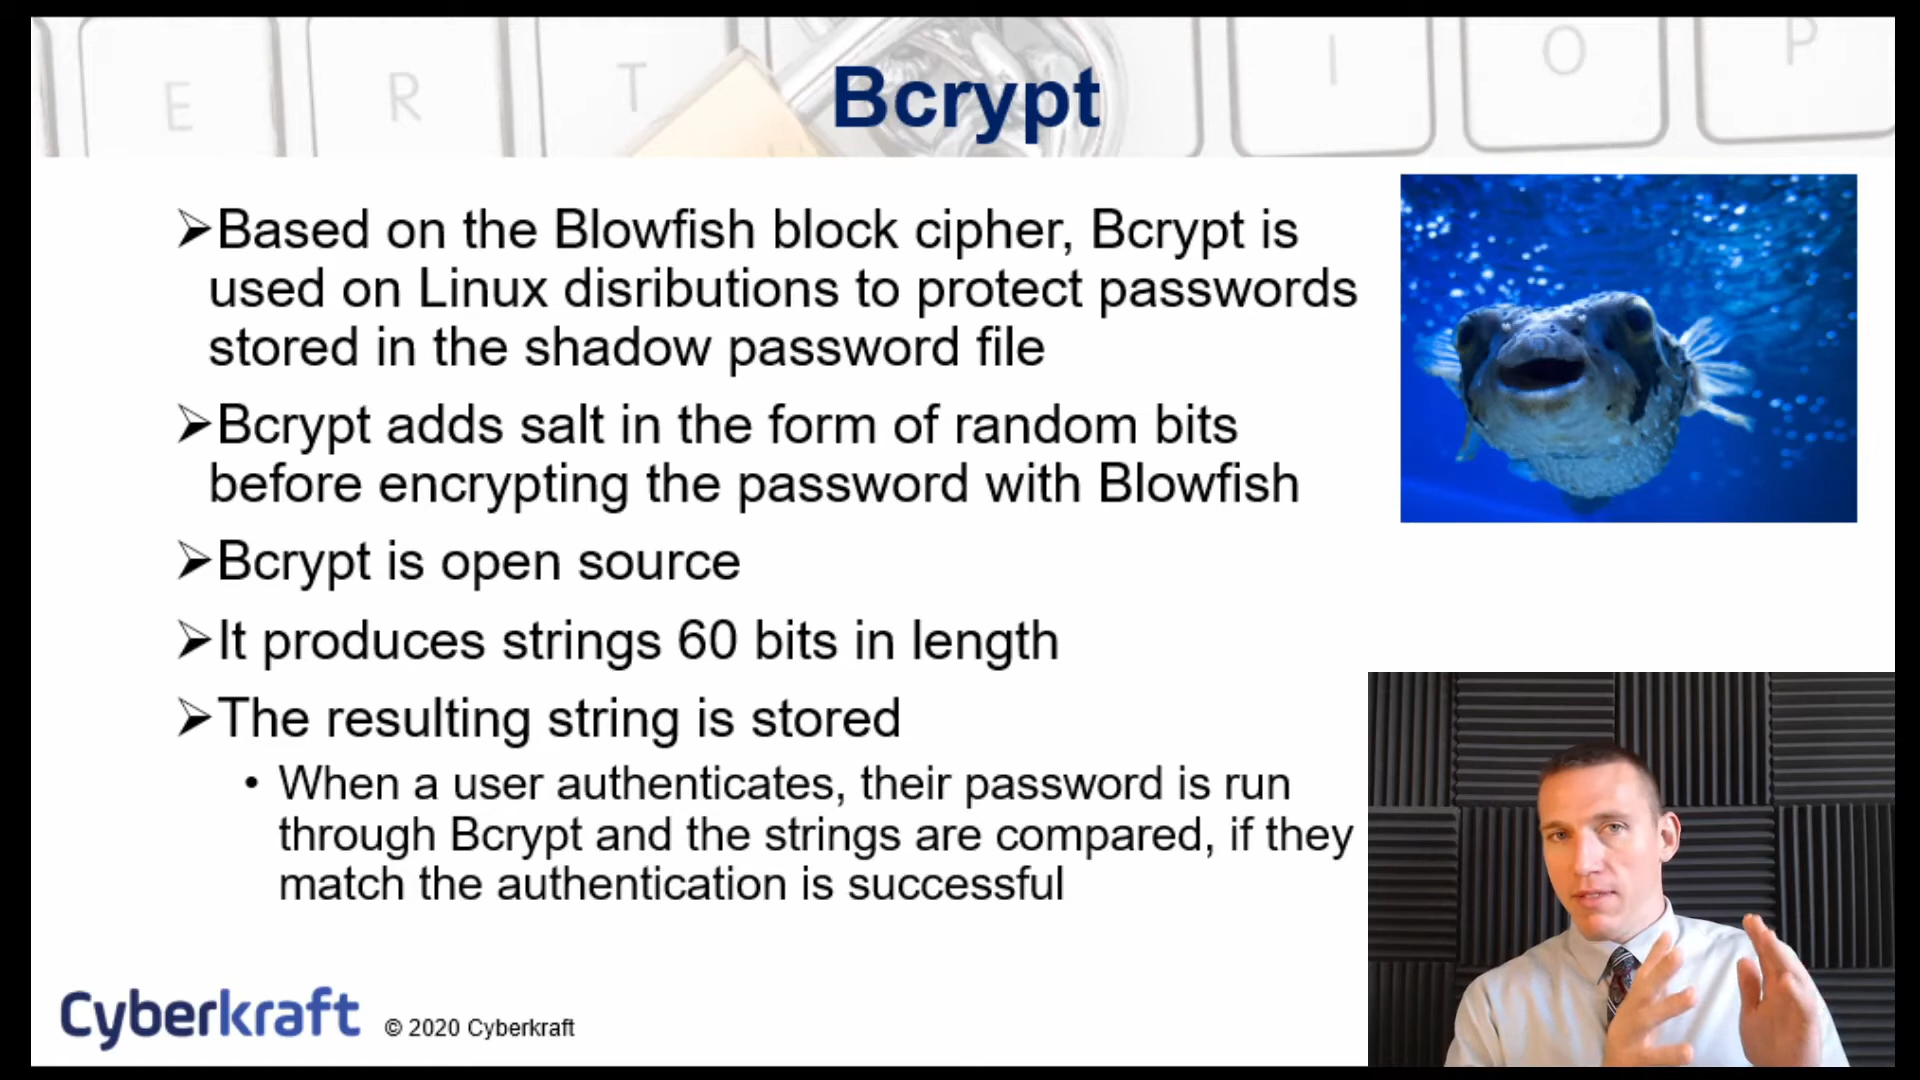 E R T I O P
Bcrypt
➢Based on the Blowfish block cipher, Bcrypt is
used on Linux disributions to protect passwords
stored in the shadow password file
➢Bcrypt adds salt in the form of random bits
before encrypting the password with Blowfish
➢Bcrypt is open source
➢It produces strings 60 bits in length
➢The resulting string is stored
• When a user authenticates, their password is run
through Bcrypt and the strings are compared, if they
match the authentication is successful
Cyberkraft © 2020 Cyberkraft